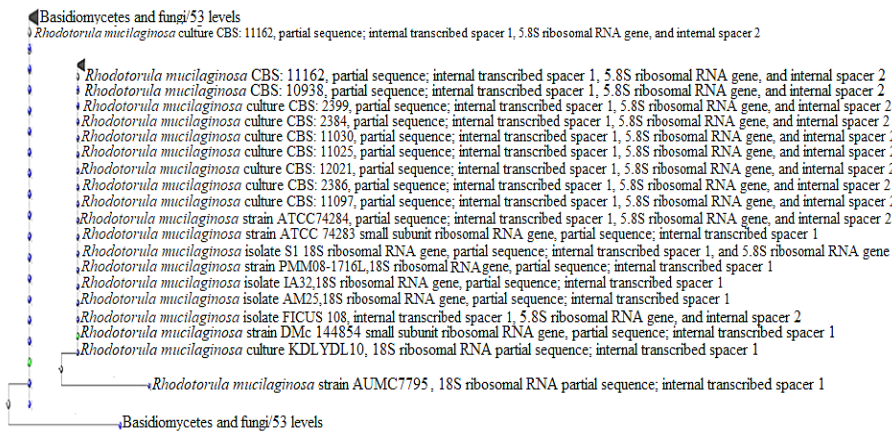 Basidiomycetes and fungi/53 levels
Rhodotorula mucilaginosa culture CBS: 11162, partial sequence; internal transcribed spacer 1, 5.8S ribosomal RNA gene, and internal spacer 2
Rhodotorula mucilaginosa CBS: 11162, partial sequence; internal transcribed spacer 1, 5.8S ribosomal RNA gene, and internal spacer 2
Rhodotorula mucilaginosa CBS: 10938, partial sequence; internal transcribed spacer 1, 5.8S ribosomal RNA gene, and internal spacer 2
Rhodotorula mucilaginosa culture CBS: 2399, partial sequence; internal transcribed spacer 1, 5.8S ribosomal RNA gene, and internal spacer 2
Rhodotorula mucilaginosa culture CBS: 2384, partial sequence; internal transcribed spacer 1, 5.8S ribosomal RNA gene, and internal spacer 2
Rhodotorula mucilaginosa culture CBS: 11030, partial sequence; internal transcribed spacer 1, 5.8S ribosomal RNA gene, and internal spacer 2
Rhodotorula mucilaginosa culture CBS: 11025, partial sequence; internal transcribed spacer 1, 5.8S ribosomal RNA gene, and internal spacer 2
Rhodotorula mucilaginosa culture CBS: 12021, partial sequence; internal transcribed spacer 1, 5.8S ribosomal RNA gene, and internal spacer 2
Rhodotorula mucilaginosa culture CBS: 2386, partial sequence; internal transcribed spacer 1, 5.8S ribosomal RNA gene, and internal spacer 2
Rhodotorula mucilaginosa culture CBS: 11097, partial sequence; internal transcribed spacer 1, 5.8S ribosomal RNA gene, and internal spacer 2
Rhodotorula mucilaginosa strain ATCC74284, partial sequence; internal transcribed spacer 1, 5.8S ribosomal RNA gene, and internal spacer 2
Rhodotorula mucilaginosa strain ATCC 74283 small subunit ribosomal RNA gene, partial sequence; internal transcribed spacer 1
Rhodotorula mucilaginosa isolate S1 18S ribosomal RNA gene, partial sequence; internal transcribed spacer 1, and 5.8S ribosomal RNA gene
Rhodotorula mucilaginosa strain PMM08-1716L,18S ribosomal RNA gene, partial sequence; internal transcribed spacer 1
Rhodotorula mucilaginosa isolate IA32,18S ribosomal RNA gene, partial sequence; internal transcribed spacer 1
Rhodotorula mucilaginosa isolate AM25,18S ribosomal RNA gene, partial sequence; internal transcribed spacer 1
Rhodotorula mucilaginosa isolate FICUS 108, internal transcribed spacer 1, 5.8S ribosomal RNA gene, and internal spacer 2
Rhodotorula mucilaginosa strain DMc 144854 small subunit ribosomal RNA gene, partial sequence; internal transcribed spacer 1
Rhodotorula mucilaginosa culture KDLYDL10, 18S ribosomal RNA partial sequence; internal transcribed spacer 1
Rhodotorula mucilaginosa strain AUMC7795, 18S ribosomal RNA partial sequence; internal transcribed spacer 1
Basidiomycetes and fungi/53 levels